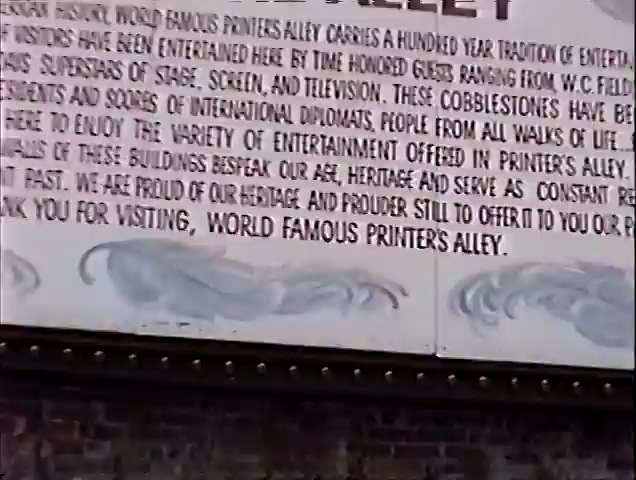 ALLEY
HISTORY, WORLD FAMOUS PRINTERS ALLEY CARRIES A HUNDRED YEAR TRADITION OF ENTERTA
F VISITORS HAVE BEEN ENTERTAINED HERE BY TIME HONORED GUESTS RANGING FROM, W.C. FIELD
SUPERSTARS OF STAGE, SCREEN, AND TELEVISION. THESE COBBLESTONES HAVE BE
ESIDENTS AND SCORES OF INTERNATIONAL DIPLOMATS, PEOPLE FROM ALL WALKS OF LIFE...
HERE TO ENJOY THE VARIETY OF ENTERTAINMENT OFFERED IN PRINTER'S ALLEY.
WALLS OF THESE BUILDINGS BESPEAK OUR AGE, HERITAGE AND SERVE AS CONSTANT RE
T PAST. WE ARE PROUD OF OUR HERITAGE AND PROUDER STILL TO OFFER IT TO YOU OUR P
NK YOU FOR VISITING, WORLD FAMOUS PRINTER'S ALLEY.